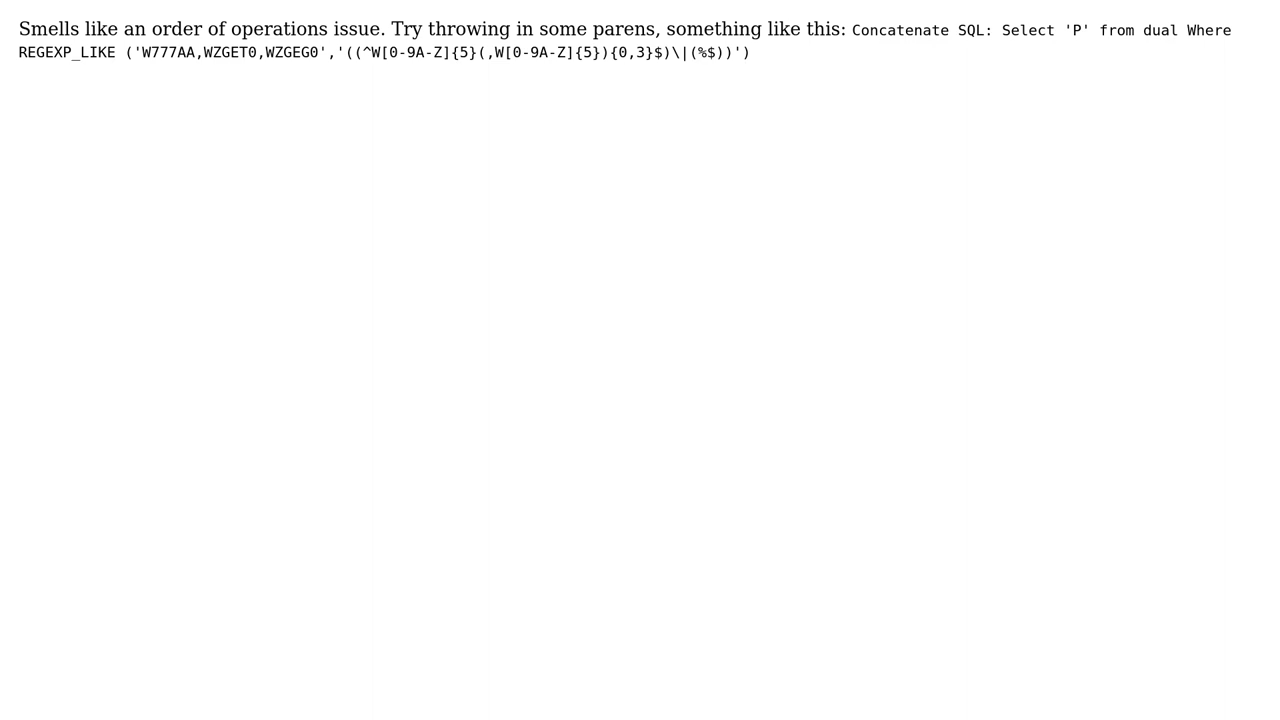 Smells like an order of operations issue. Try throwing in some parens, something like this: Concatenate SQL: Select 'P' from dual Where
REGEXP_LIKE ('W777AA,WZGET0,WZGEG0','((^W[0-9A-Z]{5}(,W[0-9A-Z]{5}){0,3}$)\|(%$))')